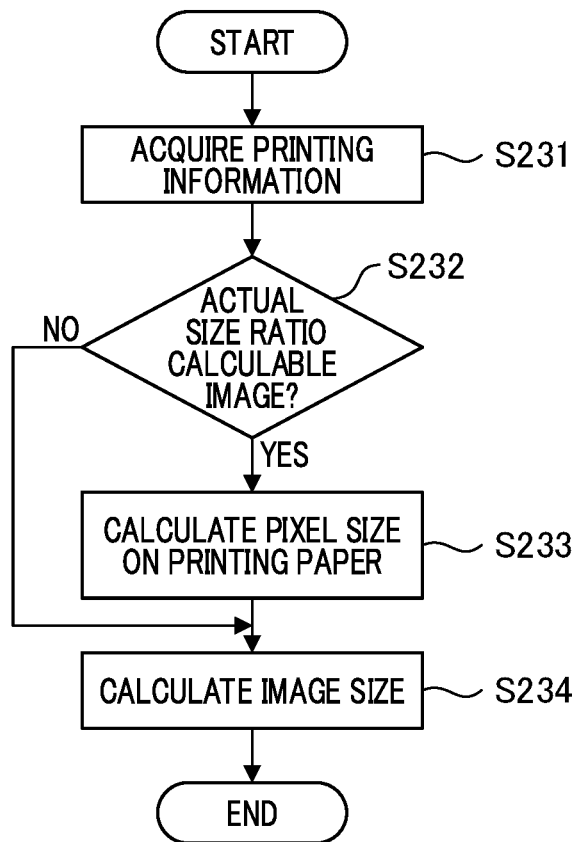 START
ACQUIRE PRINTING
INFORMATION
S231
S232
ACTUAL
SIZE RATIO
CALCULABLE
IMAGE?
NO
YES
CALCULATE PIXEL SIZE
ON PRINTING PAPER
S233
CALCULATE IMAGE SIZE
S234
END